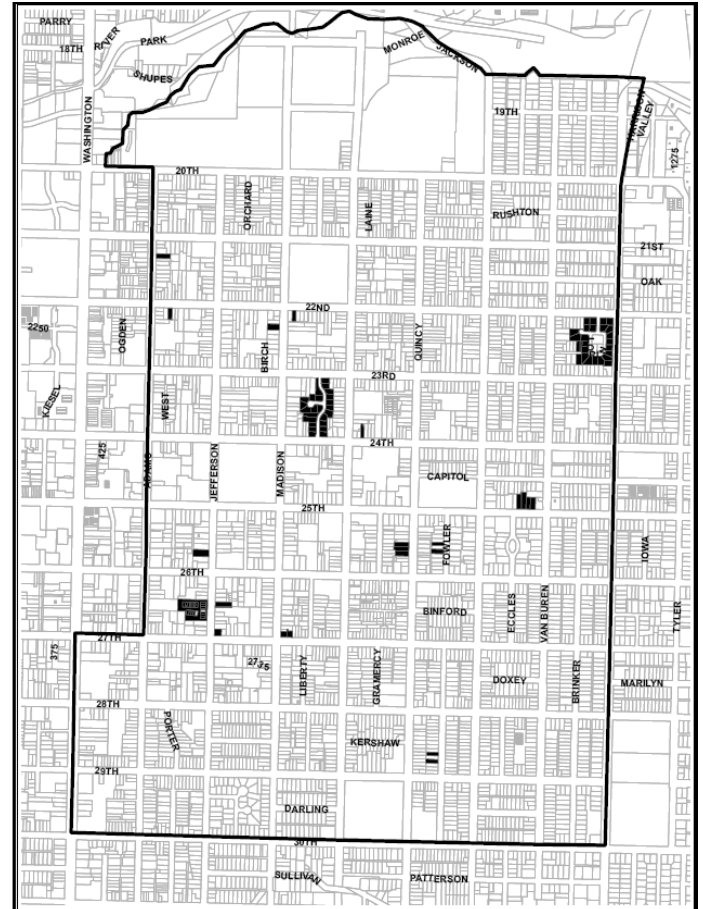 PARRY
18TH
RIVER
PARK
SHUPES
MONROE
JACKSON
WASHINGTON
19TH
HARRISON
VALLEY
1275
20TH
ORCHARD
LAINE
RUSHTON
21ST
OAK
22ND
2250
OGDEN
BIRCH
QUINCY
23RD
KIESEL
WEST
24TH
425
ADAMS
JEFFERSON
MADISON
CAPITOL
25TH
FOWLER
IOWA
26TH
BINFORD
ECCLES
VAN BUREN
TYLER
27TH
375
2775
LIBERTY
GRAMERCY
DOXEY
BRINKER
MARILYN
28TH
PORTER
KERSHAW
29TH
DARLING
30TH
SULLIVAN
PATTERSON